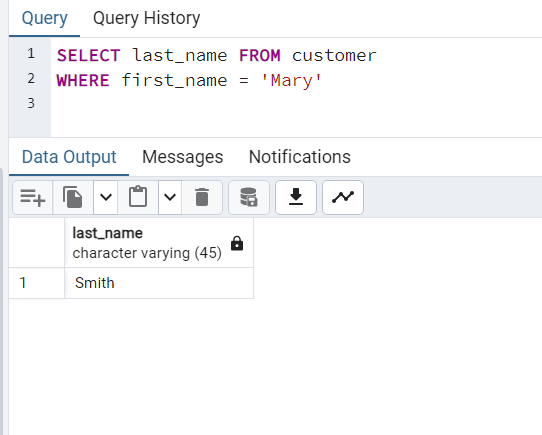 Query Query History
1 SELECT last_name FROM customer
2 WHERE first_name = 'Mary'
3
Data Output Messages Notifications
last_name
character varying (45)
1 Smith